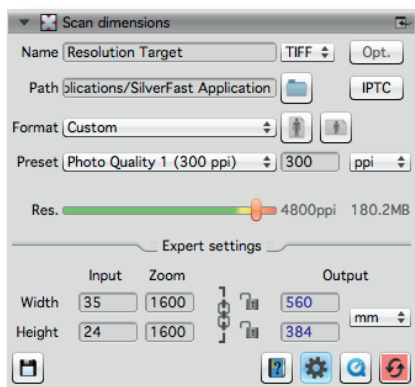 Scan dimensions
Name Resolution Target TIFF Opt.
Path plications/SilverFast Application IPTC
Format Custom
Preset Photo Quality 1 (300 ppi) 300 ppi
Res. 4800ppi 180.2MB
Expert settings
Input Zoom Output
Width 35 1600 560
mm
Height 24 1600 384